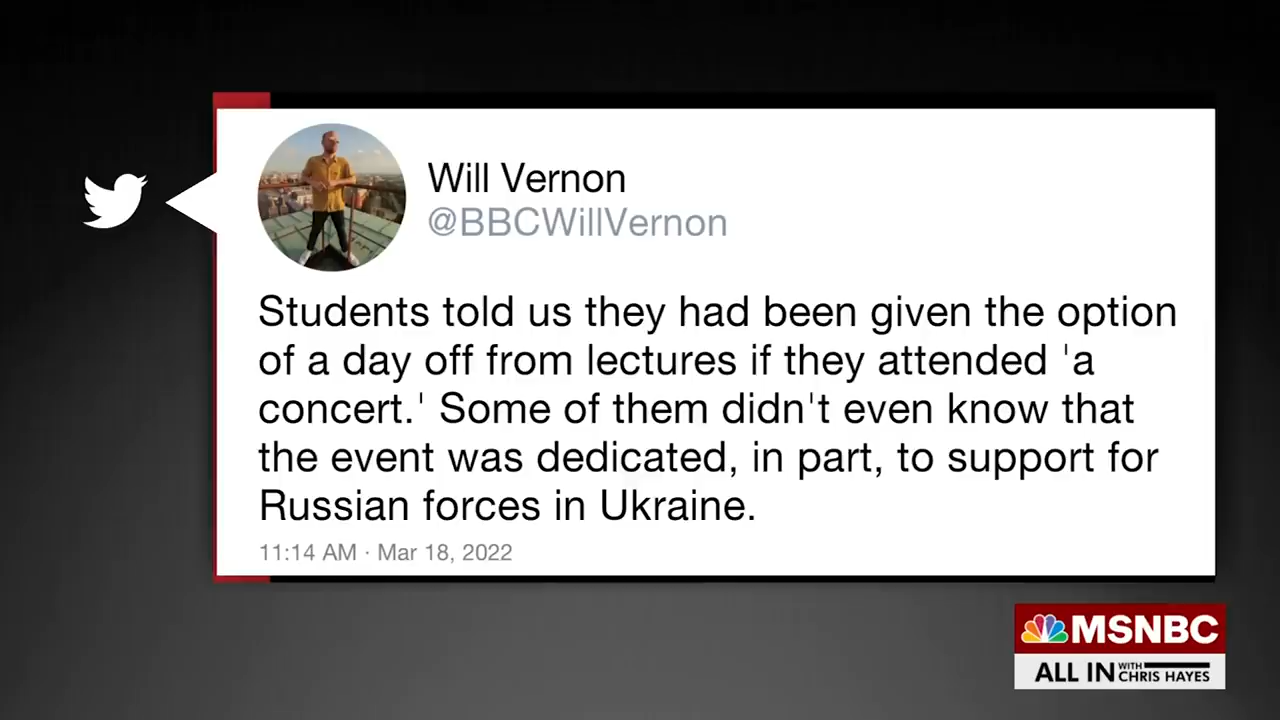 Will Vernon
@BBCWillVernon
Students told us they had been given the option
of a day off from lectures if they attended 'a
concert.' Some of them didn't even know that
the event was dedicated, in part, to support for
Russian forces in Ukraine.
11:14 AM · Mar 18, 2022
MSNBC
ALL IN WITH CHRIS HAYES